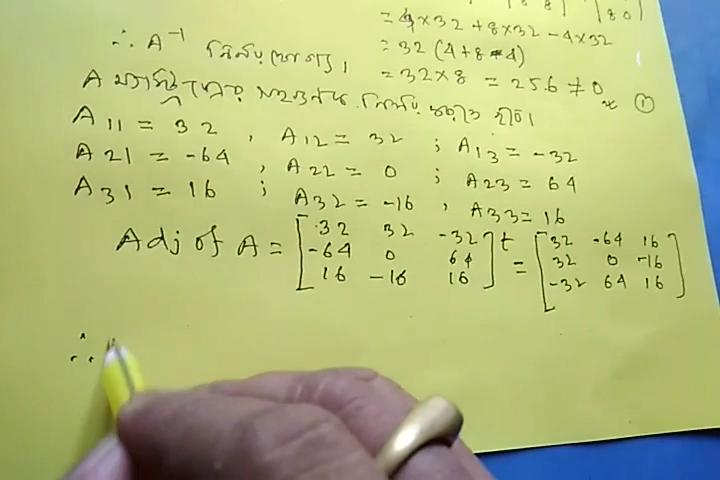 = 4×32 + 8×32 - 4×32
∴ A⁻¹ নির্ণয়যোগ্য।
= 32 (4+8-4)
= 32×8 = 256 ≠ 0
A ম্যাট্রিক্সের সহগুণক নির্ণয় করতে হবে।
A11 = 32 , A12 = 32 ; A13 = -32
A21 = -64 , A22 = 0 ; A23 = 64
A31 = 16 ; A32 = -16 , A33 = 16
Adj of A = [32 32 -32
-64 0 64
16 -16 16]ᵗ = [32 -64 16
32 0 -16
-32 64 16]
∴